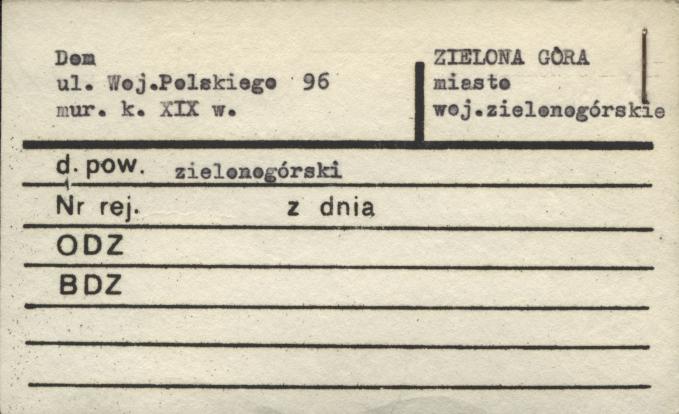 Dom
ul. Woj.Polskiego 96
mur. k. XIX w.
ZIELONA GÓRA
miasto
woj.zielonogórskie
d. pow. zielonogórski
Nr rej. z dnia
ODZ
BDZ